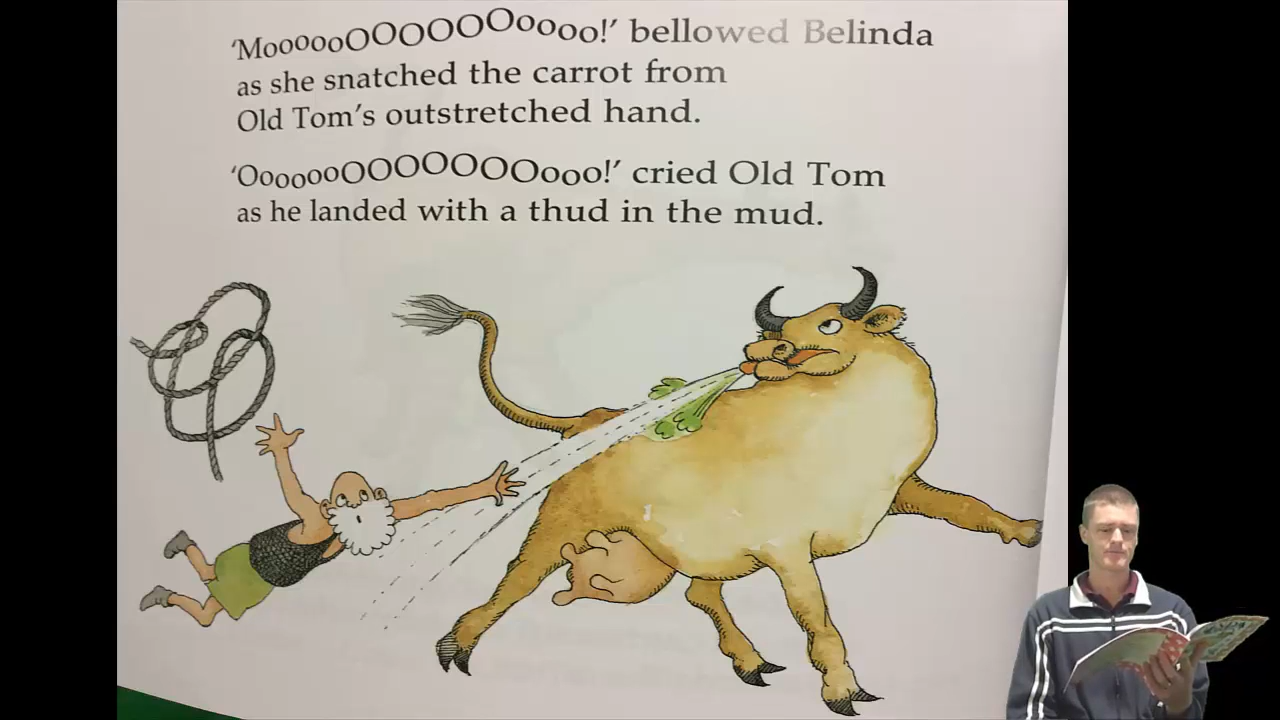 ‘MoooooOOOOOOoooo!’ bellowed Belinda
as she snatched the carrot from
Old Tom’s outstretched hand.
‘OoooooOOOOOOOooo!’ cried Old Tom
as he landed with a thud in the mud.